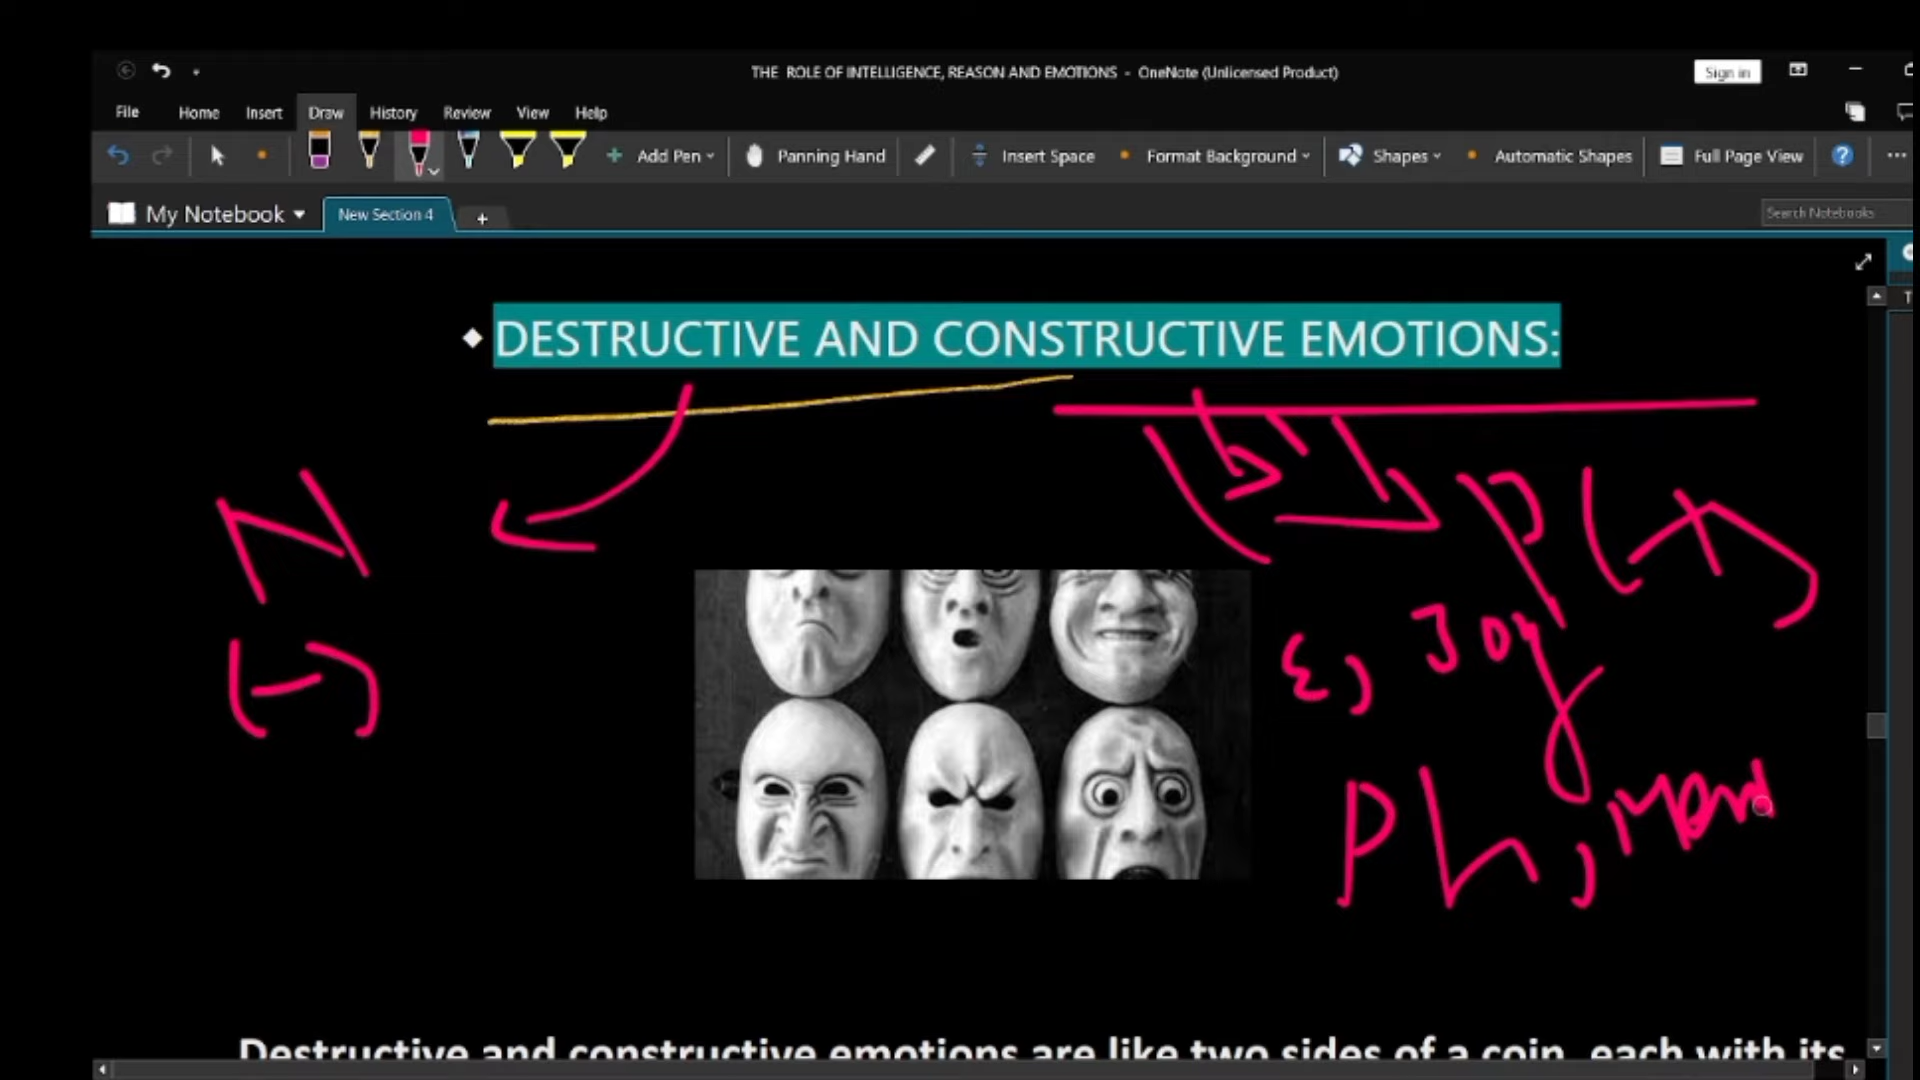 THE ROLE OF INTELLIGENCE, REASON AND EMOTIONS - OneNote (Unlicensed Product)
Sign in
File Home Insert Draw History Review View Help
Add Pen Panning Hand Insert Space Format Background Shapes Automatic Shapes Full Page View ? ...
My Notebook New Section 4 + Search Notebooks
◆ DESTRUCTIVE AND CONSTRUCTIVE EMOTIONS:
N P(+)
(-) ε, Joy
Ph,
Destructive and constructive emotions are like two sides of a coin, each with its